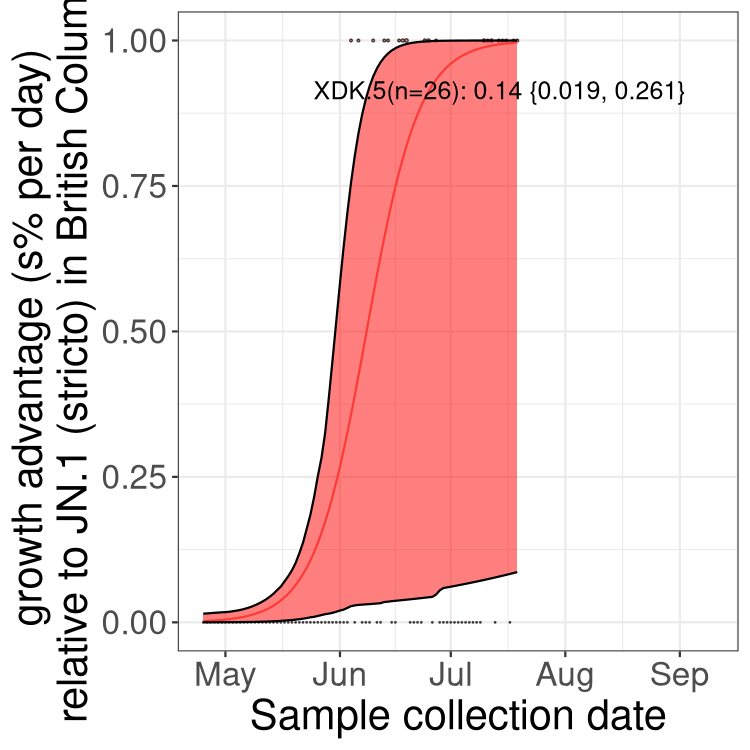 growth advantage (s% per day)
relative to JN.1 (stricto) in British Colum
1.00
0.75
0.50
0.25
0.00
XDK.5(n=26): 0.14 {0.019, 0.261}
May Jun Jul Aug Sep
Sample collection date